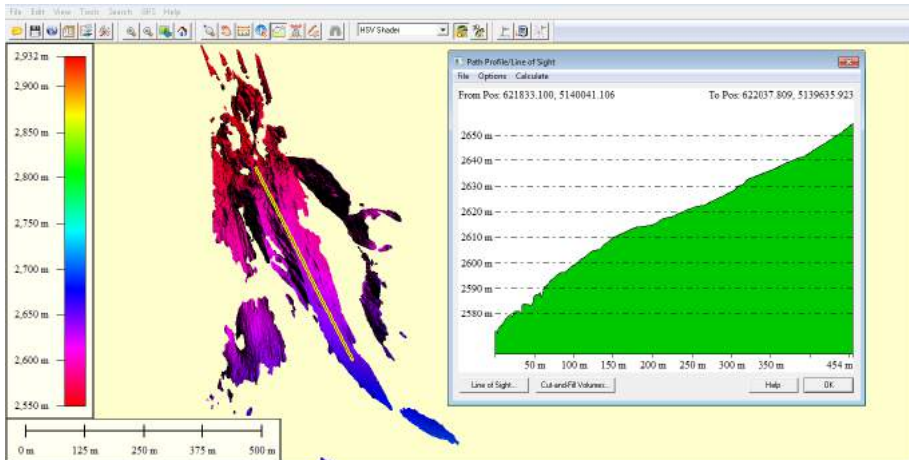 File Edit View Tools Search GPS Help
HSV Shader
2,932 m
2,900 m
2,850 m
2,800 m
2,750 m
2,700 m
2,650 m
2,600 m
2,550 m
0 m 125 m 250 m 375 m 500 m
Path Profile/Line of Sight
File Options Calculate
From Pos: 621833.100, 5140041.106 To Pos: 622037.809, 5139635.923
2650 m
2640 m
2630 m
2620 m
2610 m
2600 m
2590 m
2580 m
50 m 100 m 150 m 200 m 250 m 300 m 350 m 454 m
Line of Sight... Cut-and-Fill Volumes... Help OK